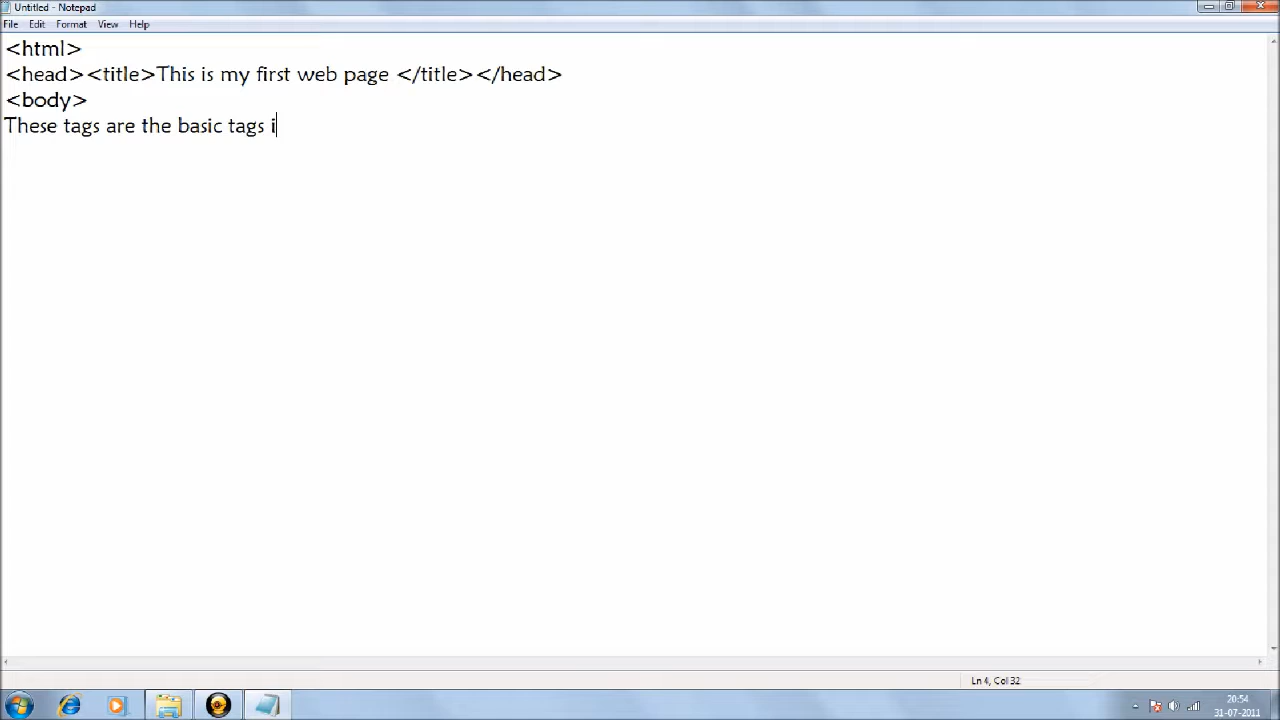 Untitled - Notepad
File Edit Format View Help
<html>
<head><title>This is my first web page </title></head>
<body>
These tags are the basic tags i
Ln 4, Col 32
20:54
31-07-2011